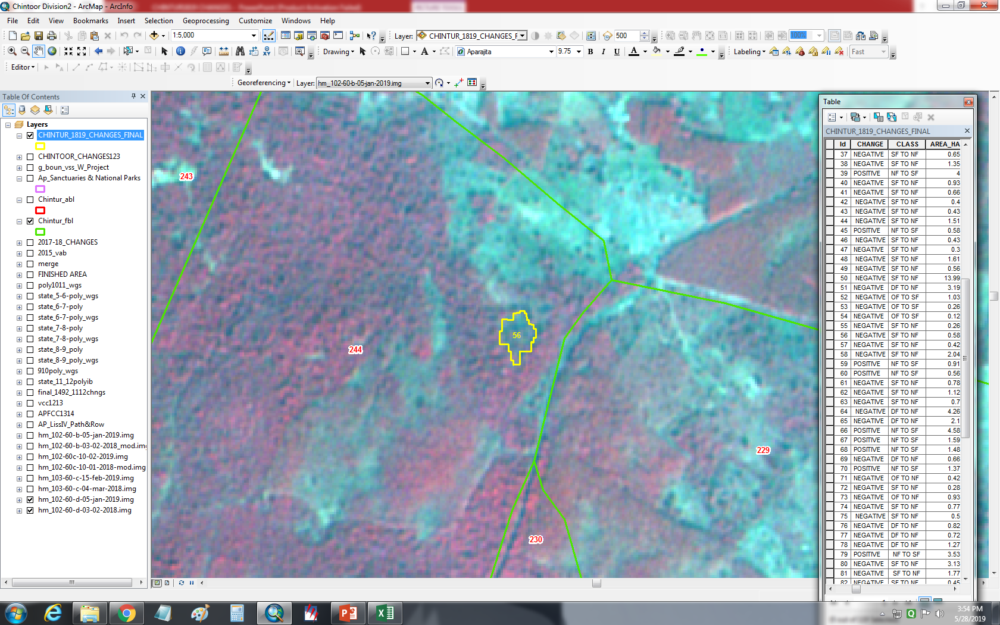 Chintoor Division2 - ArcMap - ArcInfo
File Edit View Bookmarks Insert Selection Geoprocessing Customize Windows Help
1:5,000
Layer: CHINTUR_1819_CHANGES_F
500
100%
Drawing
Aparajita
9.75
B I U A
Labeling
Fast
Editor
Georeferencing
Layer: hm_102-60-b-05-jan-2019.img
Table Of Contents
Layers
CHINTUR_1819_CHANGES_FINAL
CHINTOOR_CHANGES123
g_boun_vss_W_Project
Ap_Sanctuaries & National Parks
Chintur_abl
Chintur_fbl
2017-18_CHANGES
2015_vab
merge
FINISHED AREA
poly1011_wgs
state_5-6-poly_wgs
state_6-7-poly
state_6-7-poly_wgs
state_7-8-poly
state_7-8-poly_wgs
state_8-9_poly
state_8-9_poly_wgs
910poly_wgs
state_11_12polyib
final_1492_1112chngs
vcc1213
APFCC1314
AP_LissIV_Path&Row
hm_102-60-b-05-jan-2019.img
hm_102-60-b-03-02-2018_mod.im
hm_102-60c-10-02-2019.img
hm_102-60c-10-01-2018-mod.img
hm_103-60-c-15-feb-2019.img
hm_103-60-c-04-mar-2018.img
hm_102-60-d-05-jan-2019.img
hm_102-60-d-03-02-2018.img
243
244
56
229
230
Table
CHINTUR_1819_CHANGES_FINAL
Id CHANGE CLASS AREA_HA
37 NEGATIVE SF TO NF 0.65
38 NEGATIVE SF TO NF 1.35
39 POSITIVE NF TO SF 4
40 NEGATIVE SF TO NF 0.93
41 NEGATIVE SF TO NF 0.66
42 NEGATIVE SF TO NF 0.4
43 NEGATIVE SF TO NF 0.43
44 NEGATIVE SF TO NF 1.51
45 POSITIVE NF TO SF 0.58
46 NEGATIVE SF TO NF 0.43
47 NEGATIVE SF TO NF 0.3
48 NEGATIVE SF TO NF 1.61
49 NEGATIVE SF TO NF 0.56
50 NEGATIVE SF TO NF 13.99
51 NEGATIVE DF TO NF 3.19
52 NEGATIVE OF TO SF 1.03
53 NEGATIVE OF TO SF 0.26
54 NEGATIVE OF TO SF 0.12
55 NEGATIVE SF TO NF 0.26
56 NEGATIVE SF TO NF 0.58
57 NEGATIVE SF TO NF 0.42
58 NEGATIVE SF TO NF 2.04
59 POSITIVE NF TO SF 0.91
60 POSITIVE NF TO SF 0.56
61 NEGATIVE SF TO NF 0.78
62 NEGATIVE SF TO NF 1.12
63 NEGATIVE SF TO NF 0.7
64 NEGATIVE DF TO NF 4.26
65 NEGATIVE DF TO NF 2.1
66 POSITIVE NF TO SF 4.58
67 POSITIVE NF TO SF 1.59
68 POSITIVE NF TO SF 1.48
69 NEGATIVE DF TO NF 0.66
70 POSITIVE NF TO SF 1.37
71 NEGATIVE OF TO NF 0.42
72 NEGATIVE SF TO NF 0.28
73 NEGATIVE OF TO NF 0.93
74 NEGATIVE SF TO NF 0.77
75 NEGATIVE SF TO NF 0.5
76 NEGATIVE DF TO NF 0.82
77 NEGATIVE DF TO NF 0.72
78 NEGATIVE DF TO NF 1.27
79 POSITIVE NF TO SF 3.53
80 NEGATIVE SF TO NF 3.13
81 NEGATIVE SF TO NF 1.77
82 NEGATIVE SF TO NF 0.45
3:54 PM
5/28/2019